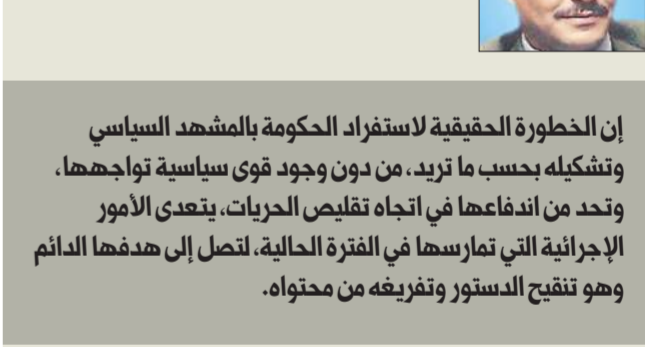 إن الخطورة الحقيقية لاستفراد الحكومة بالمشهد السياسي
وتشكيله بحسب ما تريد، من دون وجود قوى سياسية تواجهها،
وتحد من اندفاعها في اتجاه تقليص الحريات، يتعدى الأمور
الإجرائية التي تمارسها في الفترة الحالية، لتصل إلى هدفها الدائم
وهو تنقيح الدستور وتفريغه من محتواه.